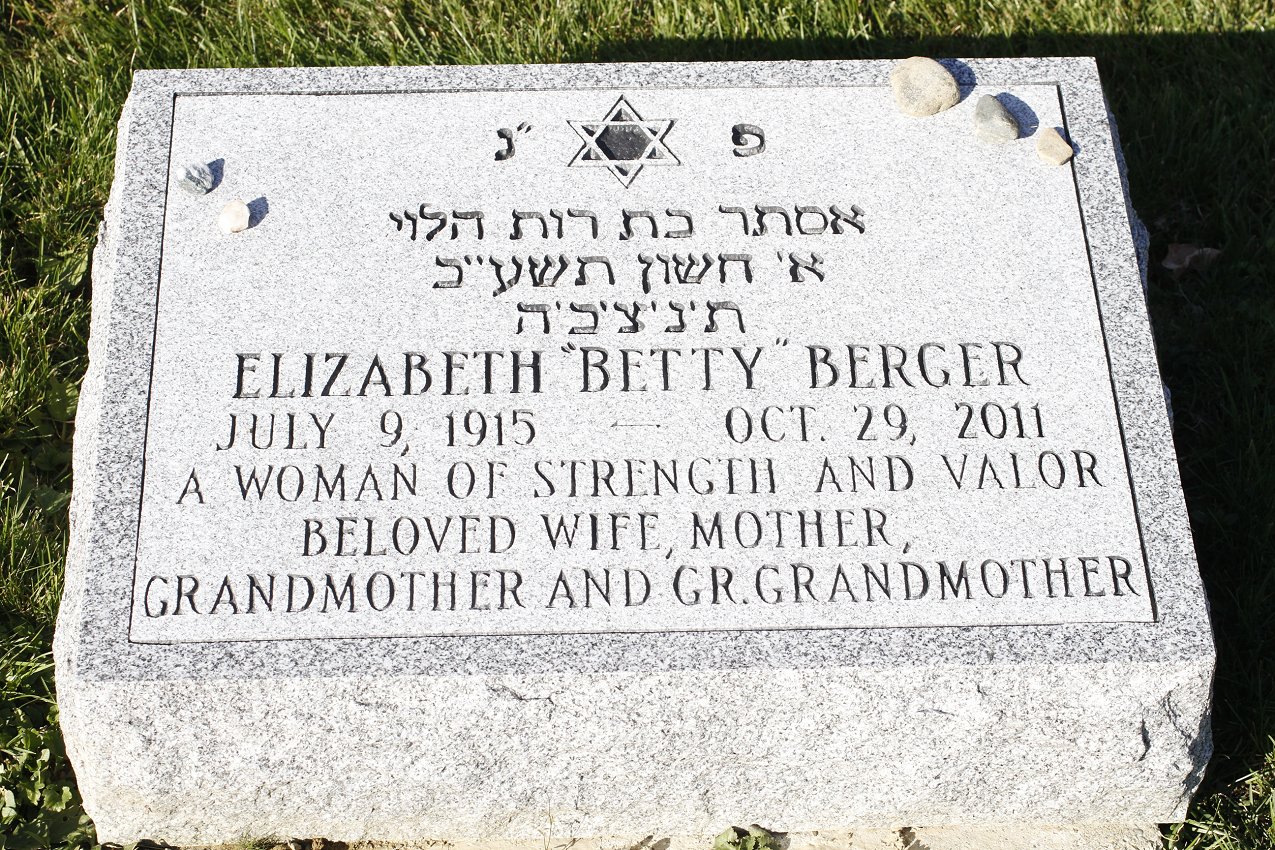 פ "נ
אסתר בת רות הלוי
א' חשון תשע"ב
ת'נ'צ'ב'ה
ELIZABETH "BETTY" BERGER
JULY 9, 1915 — OCT. 29, 2011
A WOMAN OF STRENGTH AND VALOR
BELOVED WIFE, MOTHER,
GRANDMOTHER AND GR.GRANDMOTHER